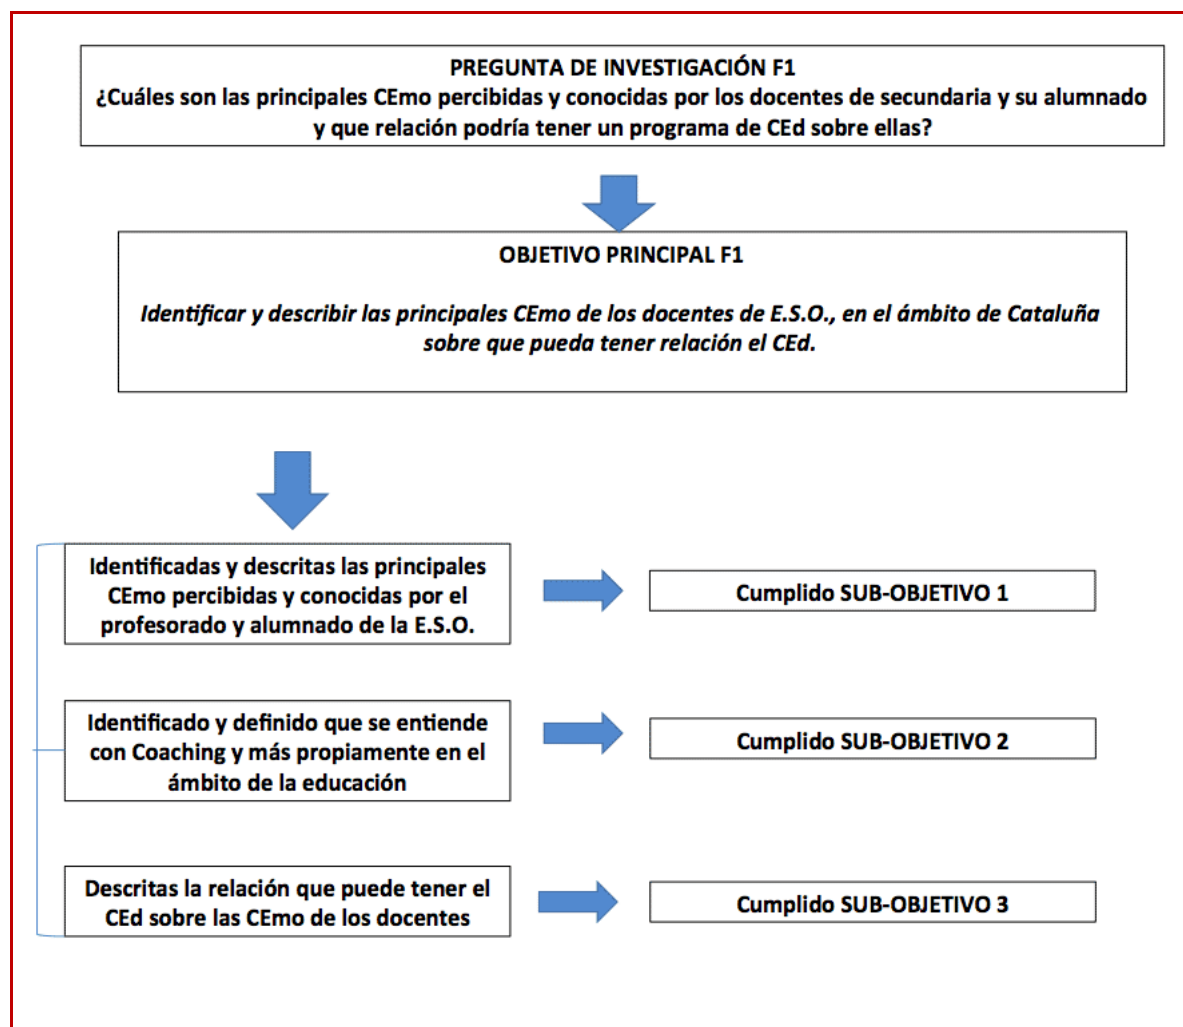 PREGUNTA DE INVESTIGACIÓN F1
¿Cuáles son las principales CEmo percibidas y conocidas por los docentes de secundaria y su alumnado
y que relación podría tener un programa de CEd sobre ellas?
OBJETIVO PRINCIPAL F1
Identificar y describir las principales CEmo de los docentes de E.S.O., en el ámbito de Cataluña
sobre que pueda tener relación el CEd.
Identificadas y descritas las principales
CEmo percibidas y conocidas por el
profesorado y alumnado de la E.S.O.
Cumplido SUB-OBJETIVO 1
Identificado y definido que se entiende
con Coaching y más propiamente en el
ámbito de la educación
Cumplido SUB-OBJETIVO 2
Descritas la relación que puede tener el
CEd sobre las CEmo de los docentes
Cumplido SUB-OBJETIVO 3